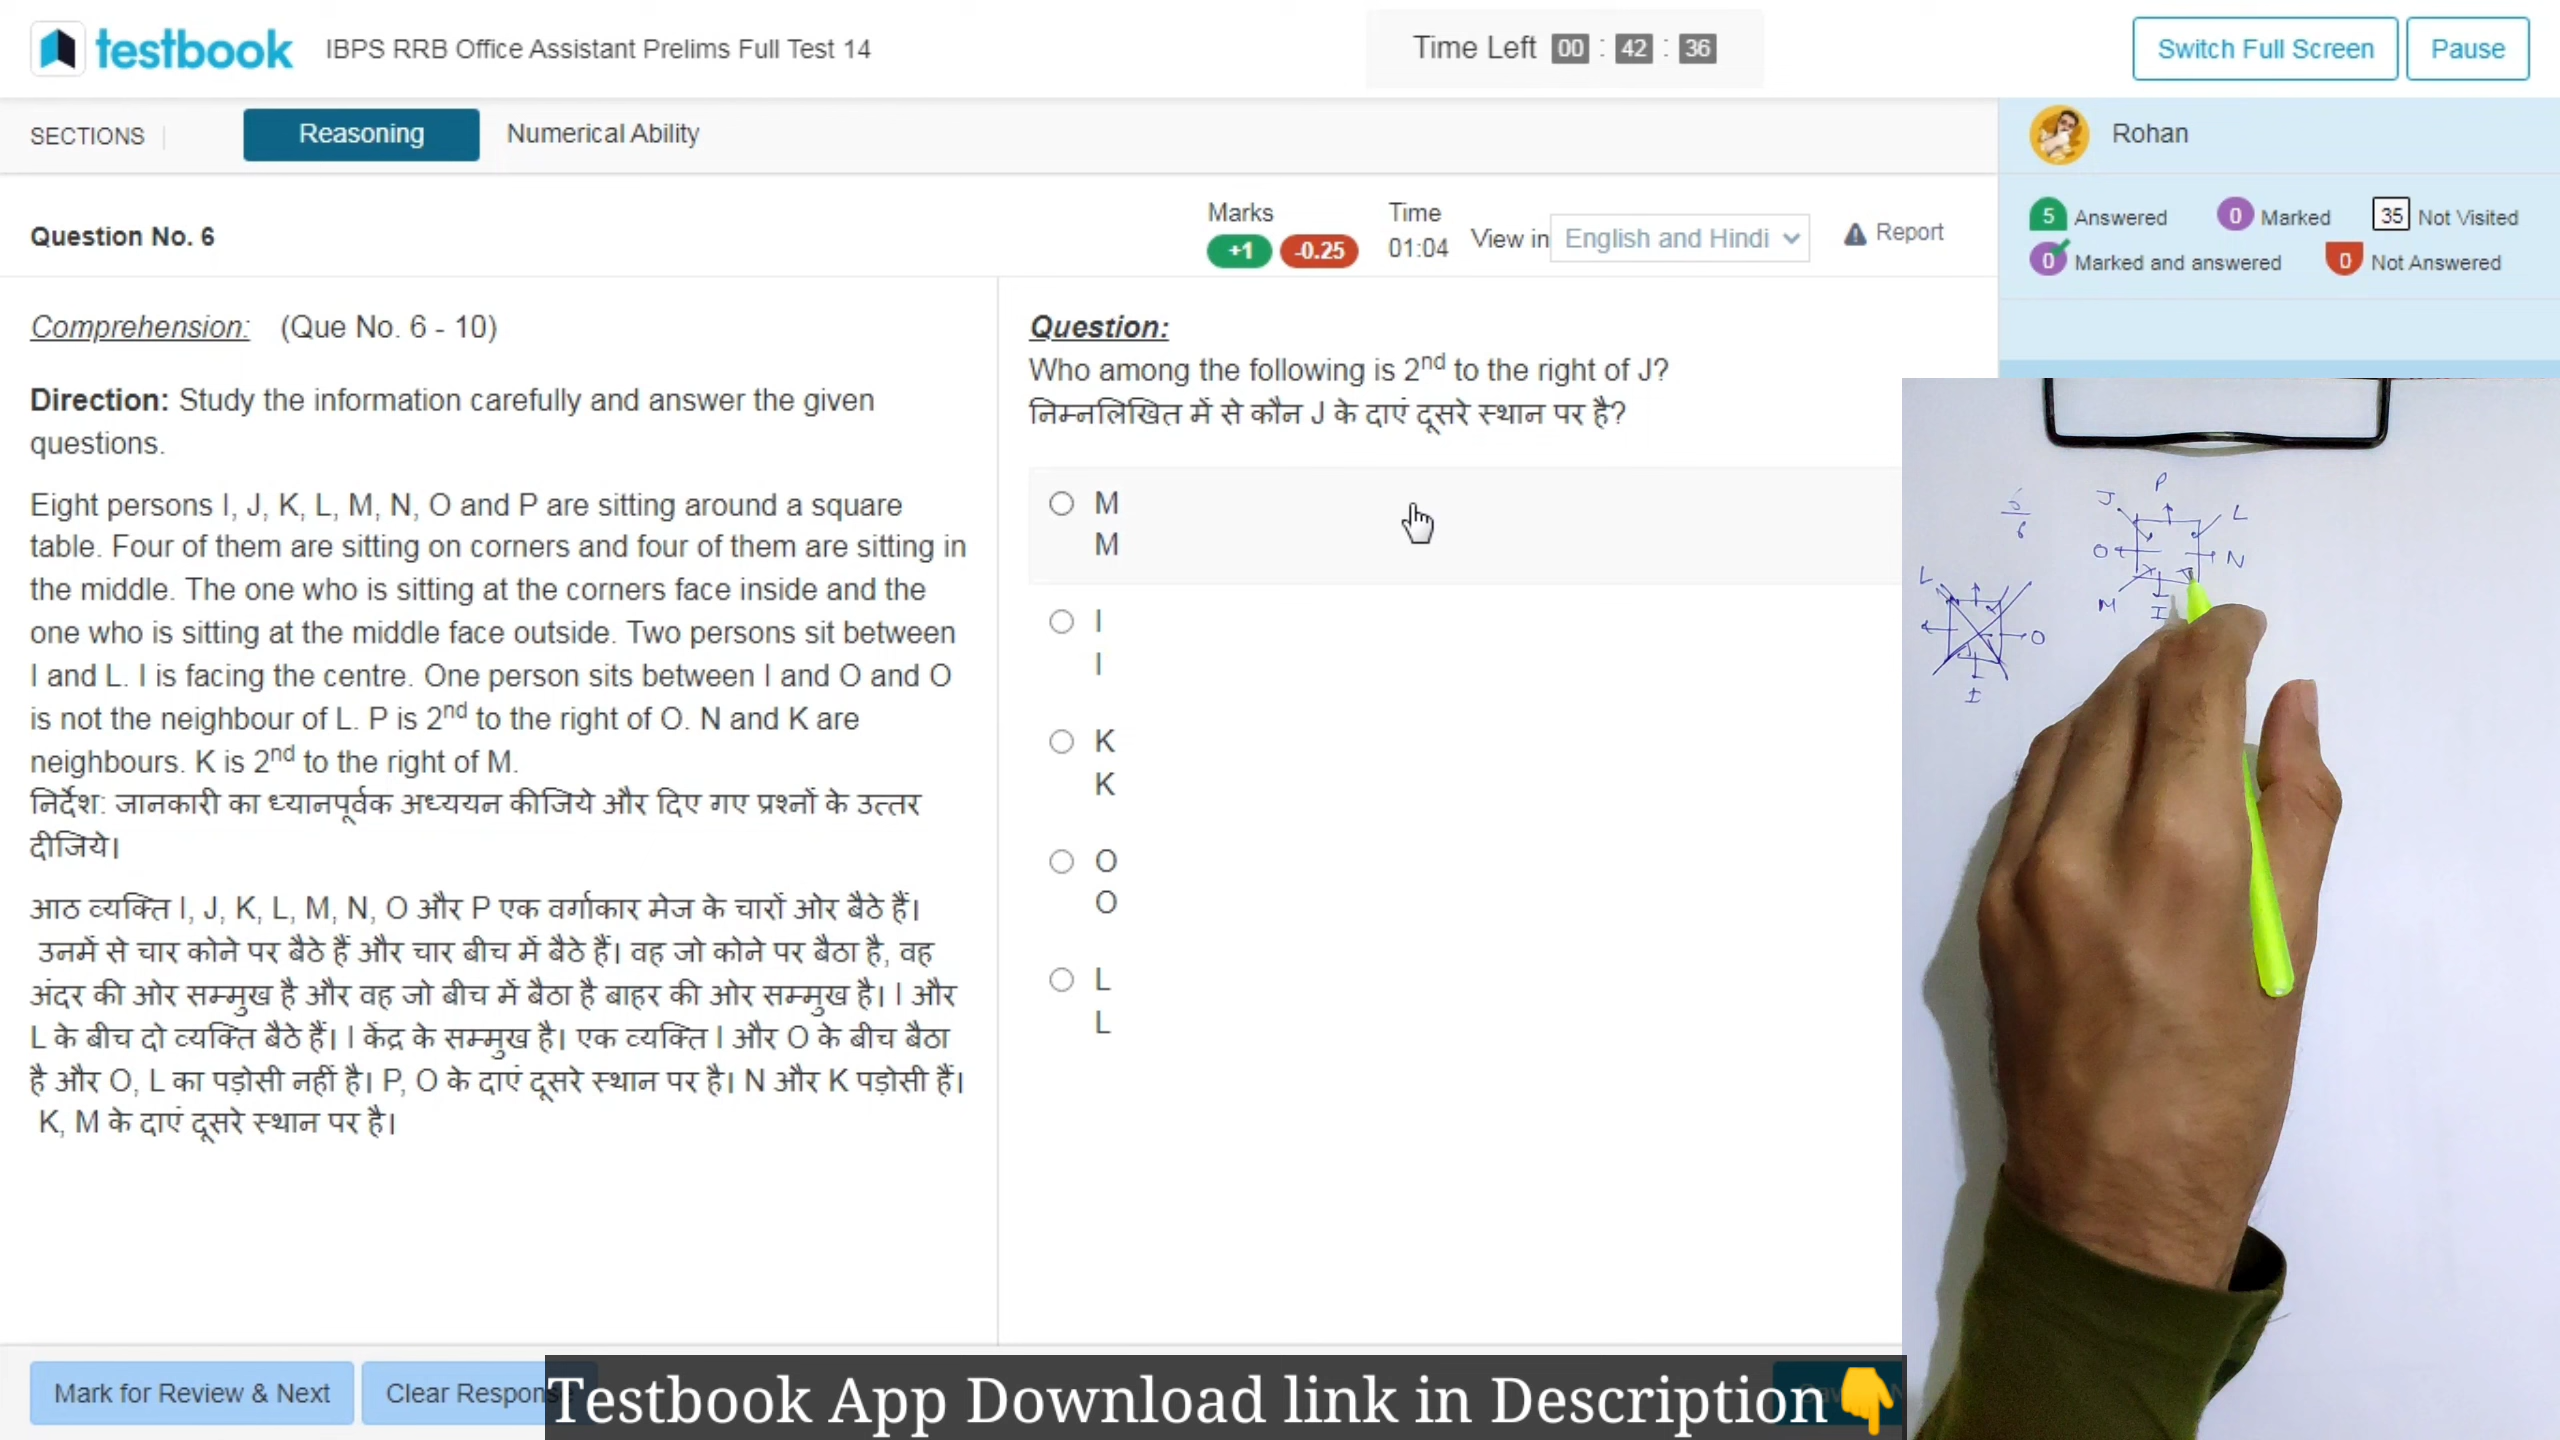 testbook IBPS RRB Office Assistant Prelims Full Test 14 Time Left 00 : 42 : 36 Switch Full Screen Pause
SECTIONS Reasoning Numerical Ability Rohan
5 Answered 0 Marked 35 Not Visited
0 Marked and answered 0 Not Answered
Question No. 6 Marks +1 -0.25 Time 01:04 View in English and Hindi Report
Comprehension: (Que No. 6 - 10)
Direction: Study the information carefully and answer the given
questions.
Eight persons I, J, K, L, M, N, O and P are sitting around a square
table. Four of them are sitting on corners and four of them are sitting in
the middle. The one who is sitting at the corners face inside and the
one who is sitting at the middle face outside. Two persons sit between
I and L. I is facing the centre. One person sits between I and O and O
is not the neighbour of L. P is 2nd to the right of O. N and K are
neighbours. K is 2nd to the right of M.
निर्देश: जानकारी का ध्यानपूर्वक अध्ययन कीजिये और दिए गए प्रश्नों के उत्तर
दीजिये।
आठ व्यक्ति I, J, K, L, M, N, O और P एक वर्गाकार मेज के चारों ओर बैठे हैं।
उनमें से चार कोने पर बैठे हैं और चार बीच में बैठे हैं। वह जो कोने पर बैठा है, वह
अंदर की ओर सम्मुख है और वह जो बीच में बैठा है बाहर की ओर सम्मुख है। I और
L के बीच दो व्यक्ति बैठे हैं। I केंद्र के सम्मुख है। एक व्यक्ति I और O के बीच बैठा
है और O, L का पड़ोसी नहीं है। P, O के दाएं दूसरे स्थान पर है। N और K पड़ोसी हैं।
K, M के दाएं दूसरे स्थान पर है।
Question:
Who among the following is 2nd to the right of J?
निम्नलिखित में से कौन J के दाएं दूसरे स्थान पर है?
M
M
I
I
K
K
O
O
L
L
P
J L
O N
M I
L
O
I
Mark for Review & Next Clear Respons
Testbook App Download link in Description👇